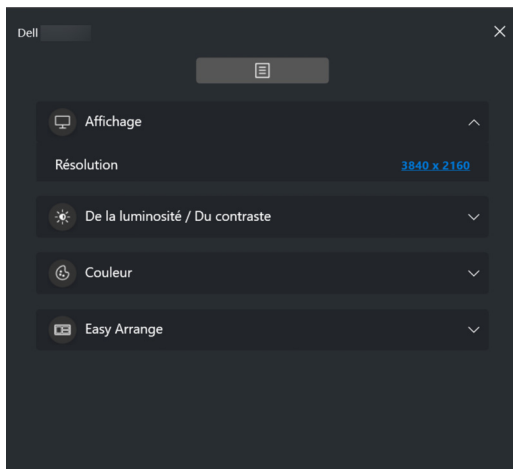 Dell
Affichage
Résolution 3840 x 2160
De la luminosité / Du contraste
Couleur
Easy Arrange